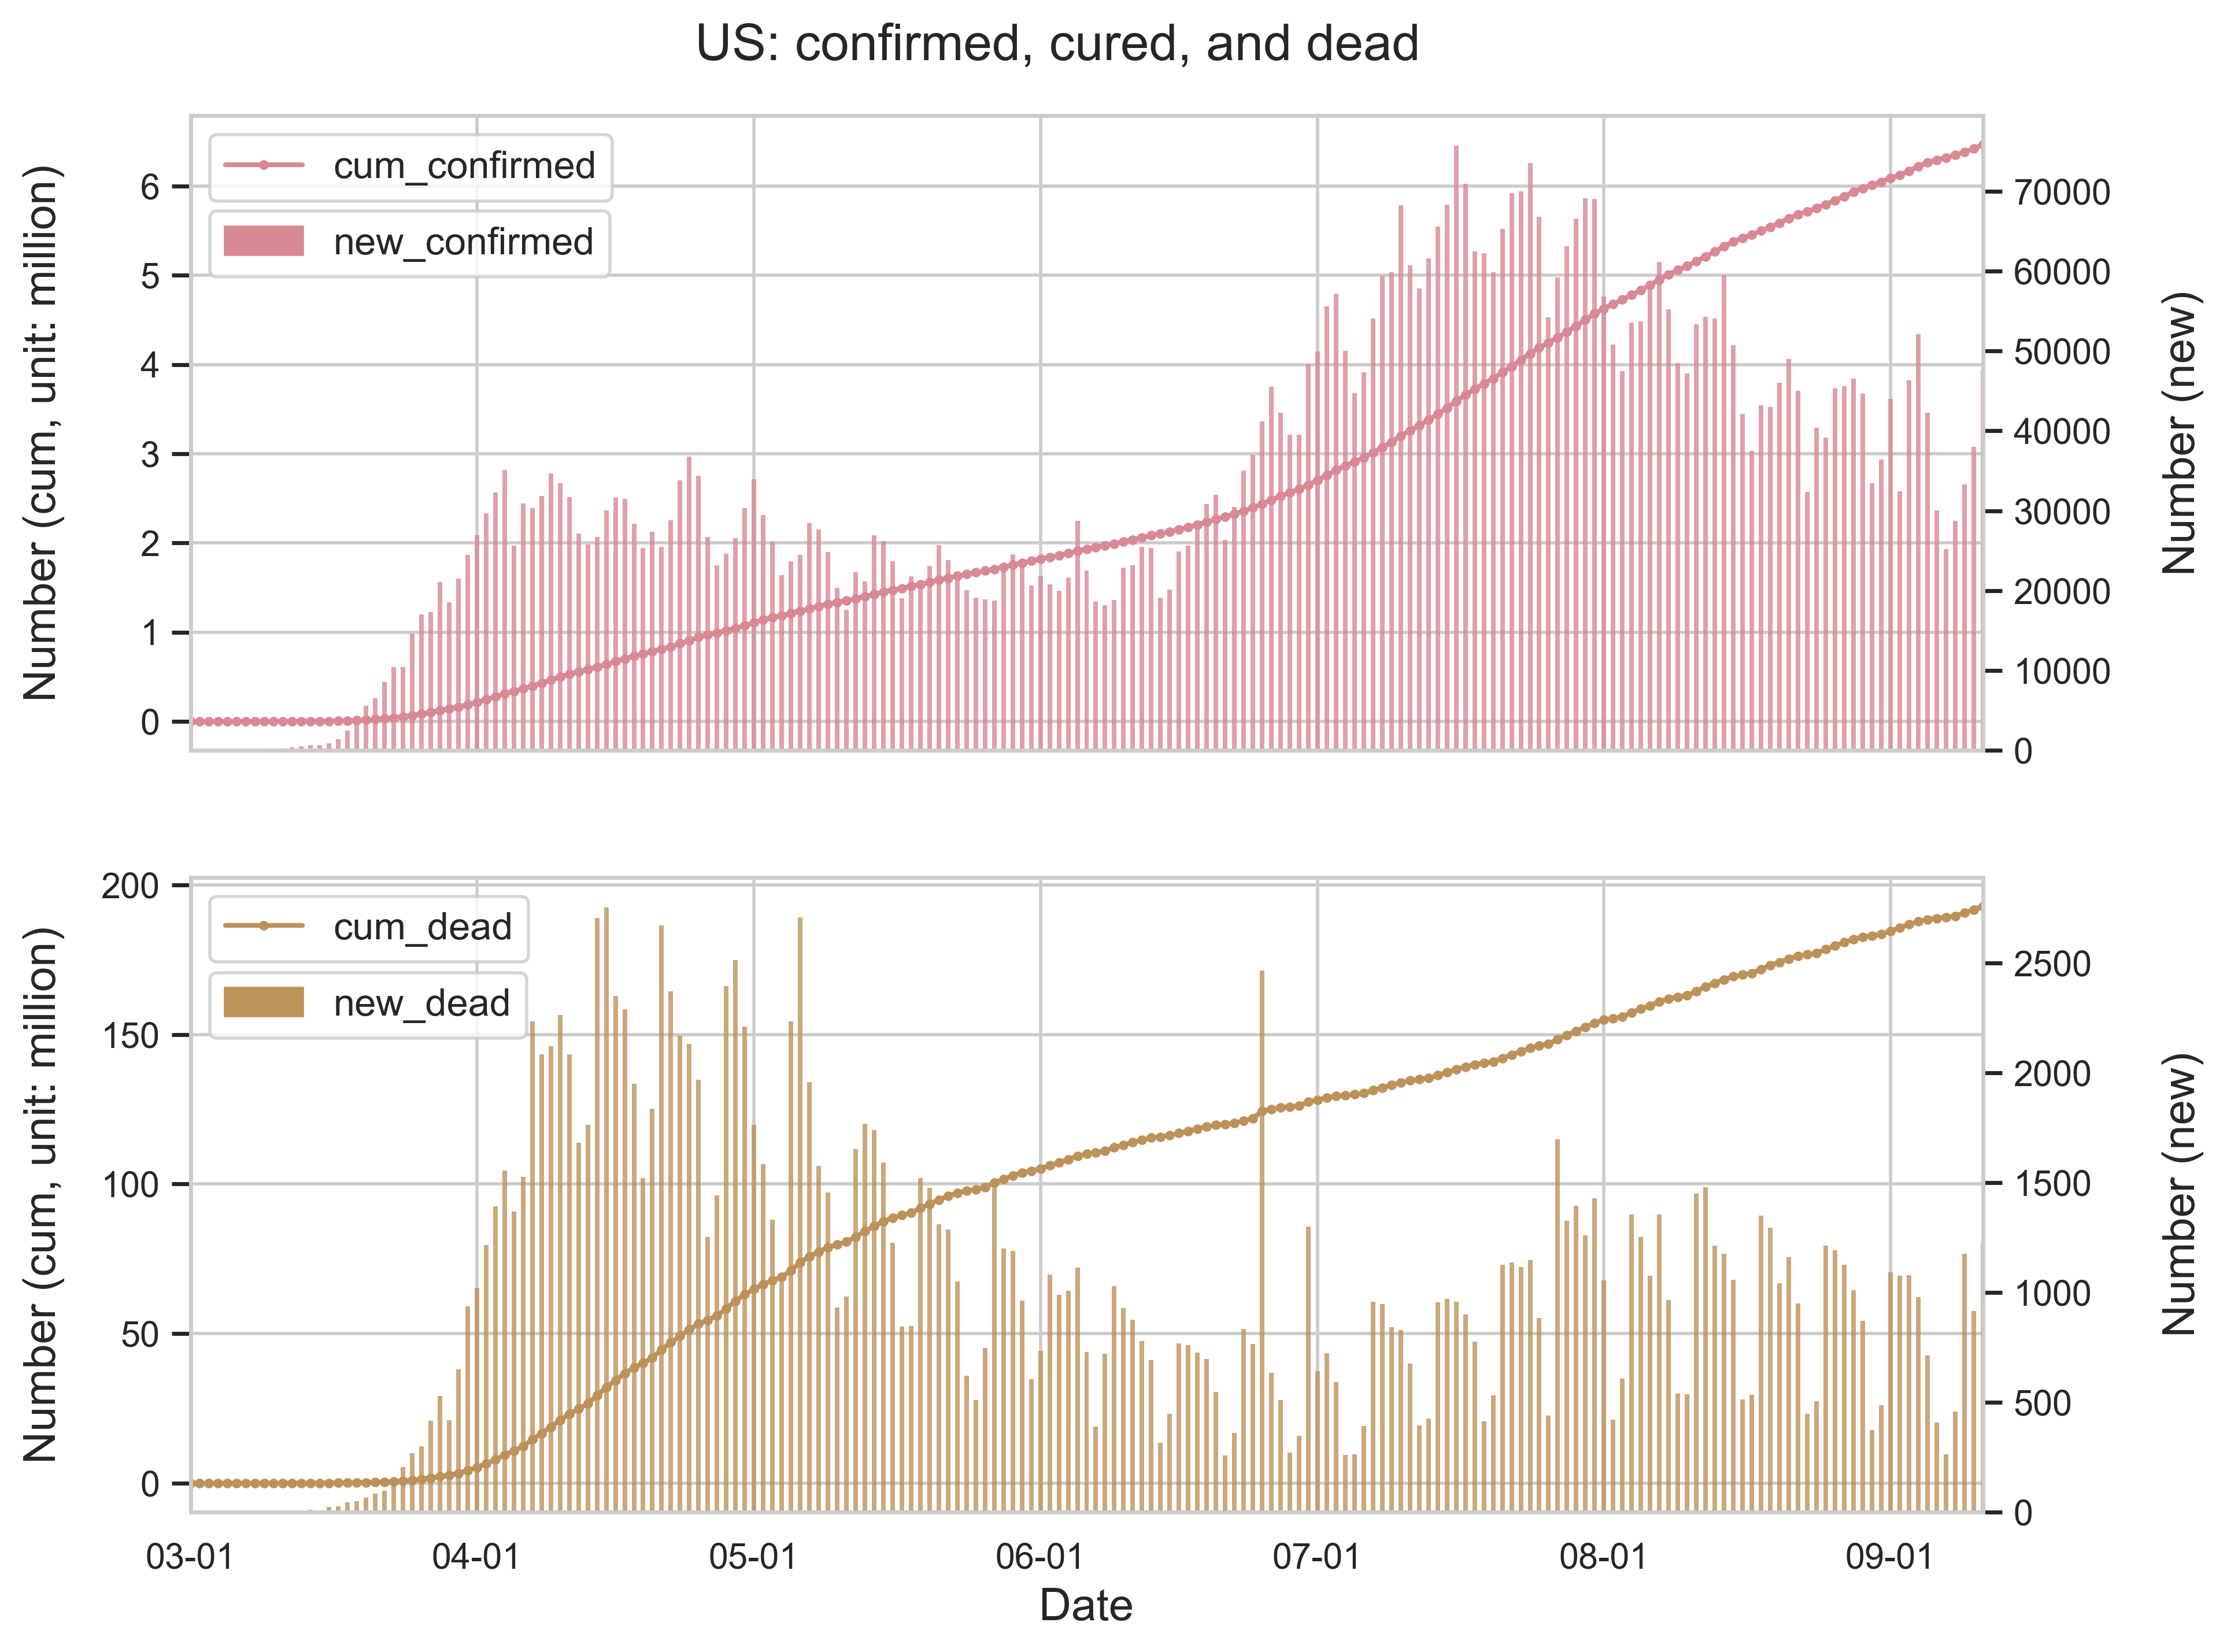 US: confirmed, cured, and dead
cum_confirmed
new_confirmed
Number (cum, unit: million)
6
5
4
3
2
1
0
70000
60000
50000
40000
30000
20000
10000
0
Number (new)
cum_dead
new_dead
Number (cum, unit: million)
200
150
100
50
0
2500
2000
1500
1000
500
0
Number (new)
03-01 04-01 05-01 06-01 07-01 08-01 09-01
Date